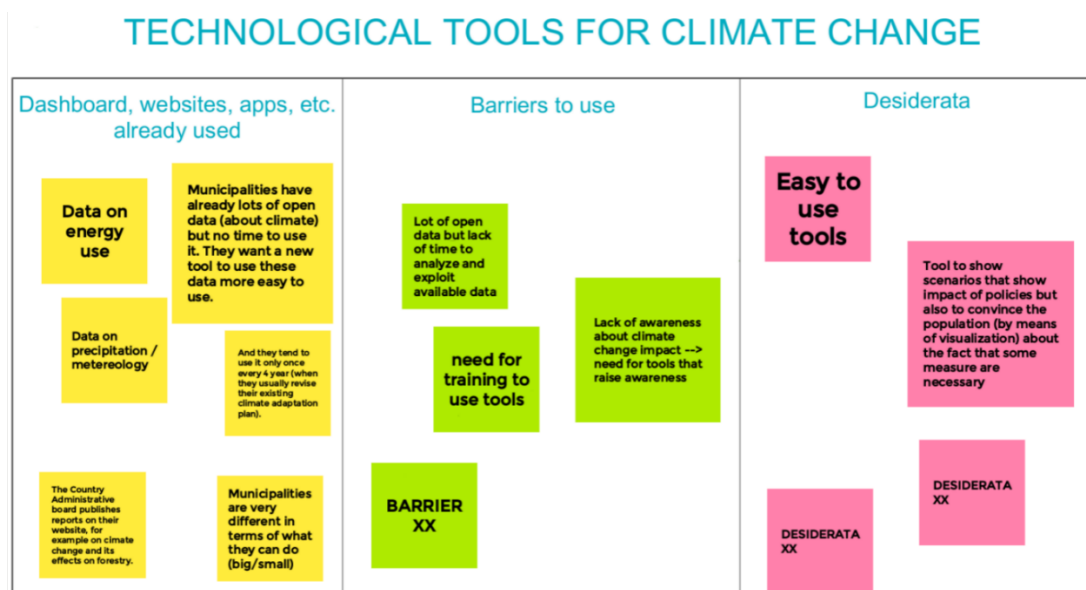 TECHNOLOGICAL TOOLS FOR CLIMATE CHANGE
Dashboard, websites, apps, etc.
already used
Data on
energy
use
Municipalities have
already lots of open
data (about climate)
but no time to use
it. They want a new
tool to use these
data more easy to
use.
Data on
precipitation /
metereology
And they tend to
use it only once
every 4 year (when
they usually revise
their existing
climate adaptation
plan).
The Country
Administrative
board publishes
reports on their
website, for
example on climate
change and its
effects on forestry.
Municipalities
are very
different in
terms of what
they can do
(big/small)
Barriers to use
Lot of open
data but lack
of time to
analyze and
exploit
available data
need for
training to
use tools
Lack of awareness
about climate
change impact -->
need for tools that
raise awareness
BARRIER
XX
Desiderata
Easy to
use
tools
Tool to show
scenarios that show
impact of policies but
also to convince the
population (by means
of visualization) about
the fact that some
measure are
necessary
DESIDERATA
XX
DESIDERATA
XX